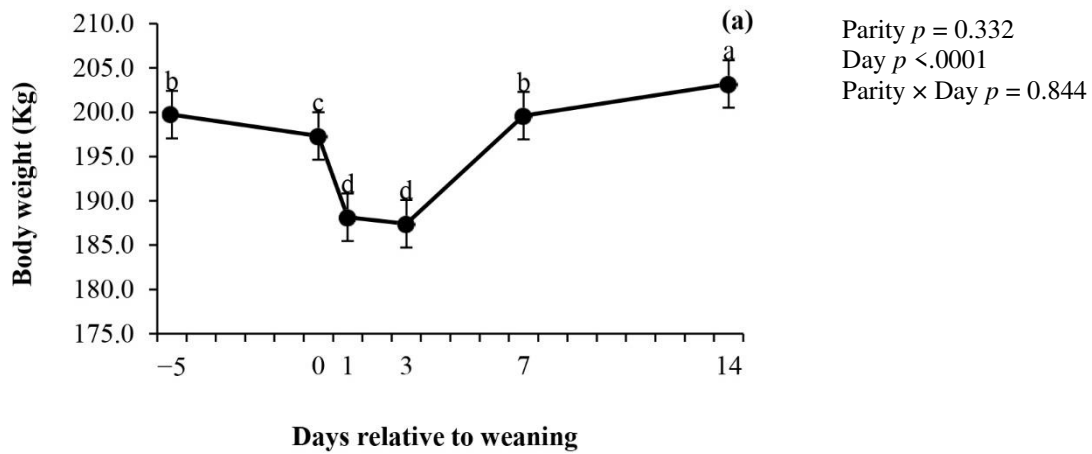 (a)
Parity p = 0.332
Day p <.0001
Parity × Day p = 0.844
Body weight (Kg)
210.0
205.0
200.0
195.0
190.0
185.0
180.0
175.0
b
c
d
d
b
a
−5 0 1 3 7 14
Days relative to weaning